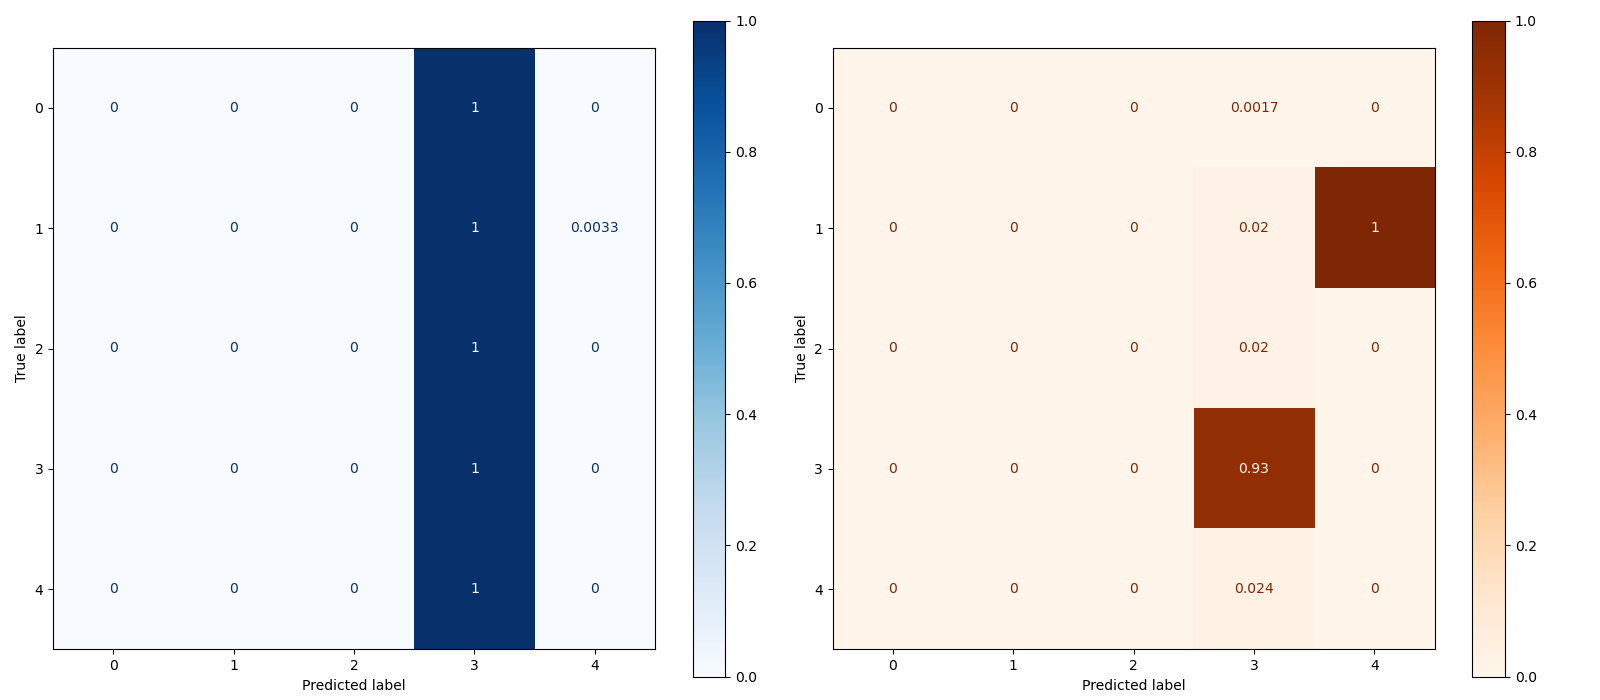 1.0
0 0 0 0 1 0
0.8
1 0 0 0 1 0.0033
0.6
True label
2 0 0 0 1 0
0.4
3 0 0 0 1 0
0.2
4 0 0 0 1 0
0.0
0 1 2 3 4
Predicted label
1.0
0 0 0 0 0.0017 0
0.8
1 0 0 0 0.02 1
0.6
True label
2 0 0 0 0.02 0
0.4
3 0 0 0 0.93 0
0.2
4 0 0 0 0.024 0
0.0
0 1 2 3 4
Predicted label